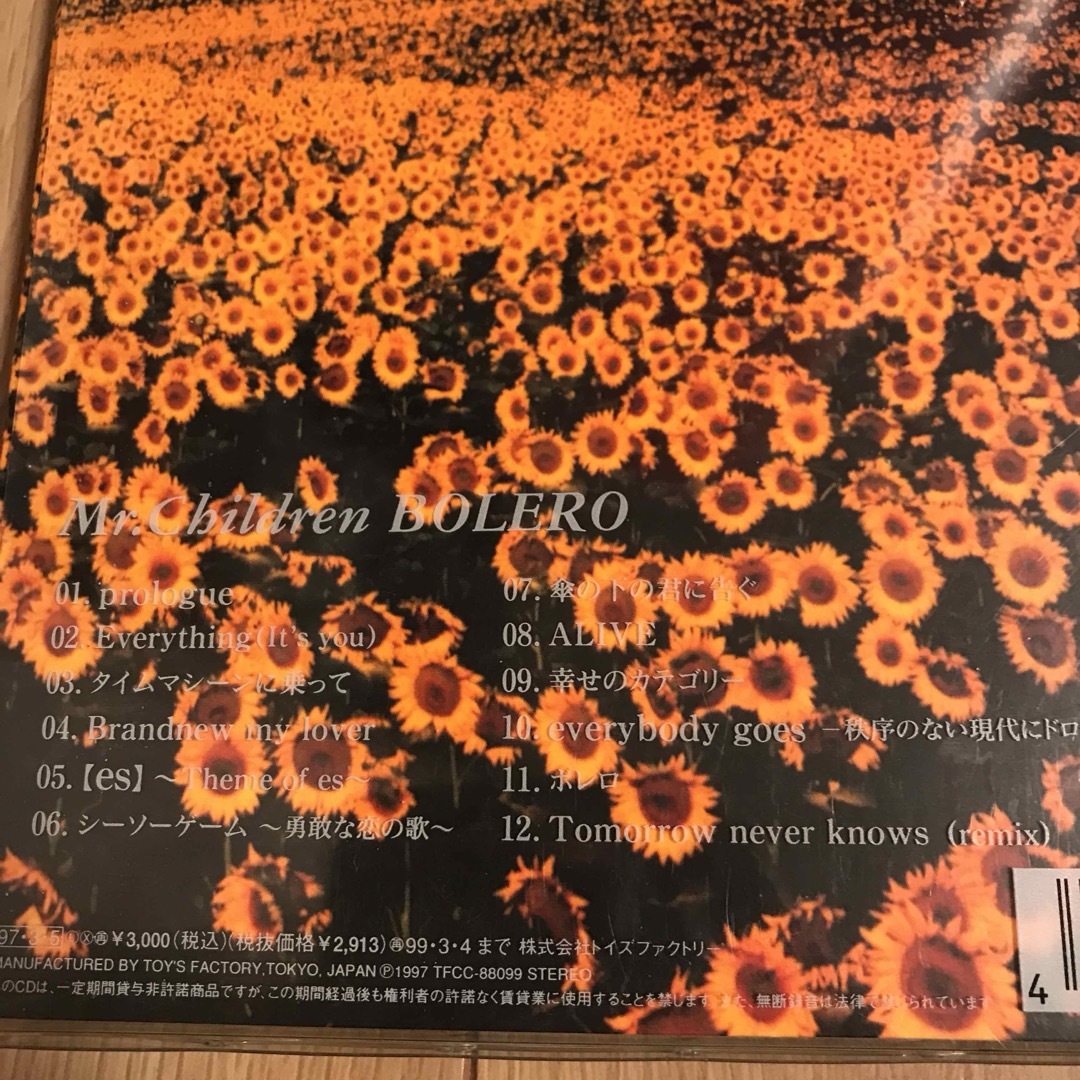 Mr.Children BOLERO
01. prologue
02. Everything(It's you)
03. タイムマシーンに乗って
04. Brandnew my lover
05.【es】〜Theme of es〜
06. シーソーゲーム 〜勇敢な恋の歌〜
07. 傘の下の君に告ぐ
08. ALIVE
09. 幸せのカテゴリー
10. everybody goes −秩序のない現代にドロ
11. ボレロ
12. Tomorrow never knows (remix)
97・3・5 ¥3,000(税込)(税抜価格¥2,913) 99・3・4まで 株式会社トイズファクトリー
MANUFACTURED BY TOY'S FACTORY,TOKYO, JAPAN ℗1997 TFCC-88099 STEREO
のCDは、一定期間貸与非許諾商品ですが、この期間経過後も権利者の許諾なく賃貸業に使用することを禁じます。また、無断録音は法律で禁じられています
4